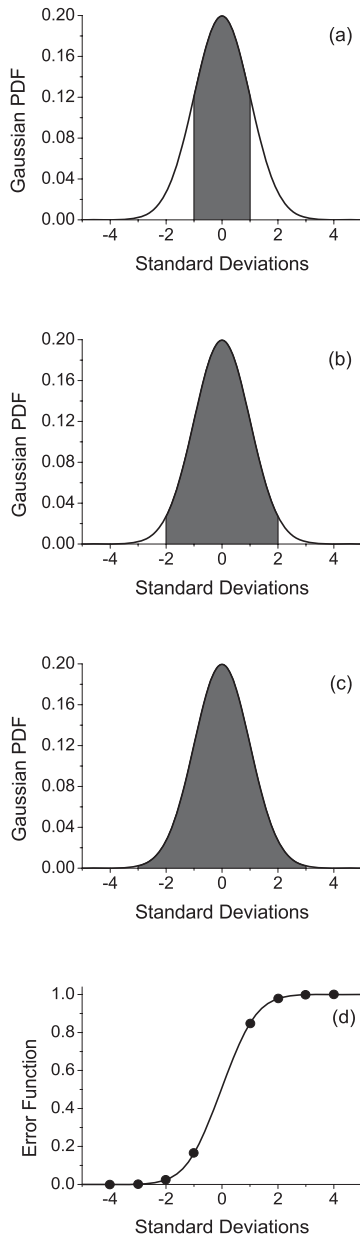 0.20
(a)
0.16
0.12
0.08
0.04
0.00
Gaussian PDF
-4 -2 0 2 4
Standard Deviations
0.20
(b)
0.16
0.12
0.08
0.04
0.00
Gaussian PDF
-4 -2 0 2 4
Standard Deviations
0.20
(c)
0.16
0.12
0.08
0.04
0.00
Gaussian PDF
-4 -2 0 2 4
Standard Deviations
1.0
(d)
0.8
0.6
0.4
0.2
0.0
Error Function
-4 -2 0 2 4
Standard Deviations